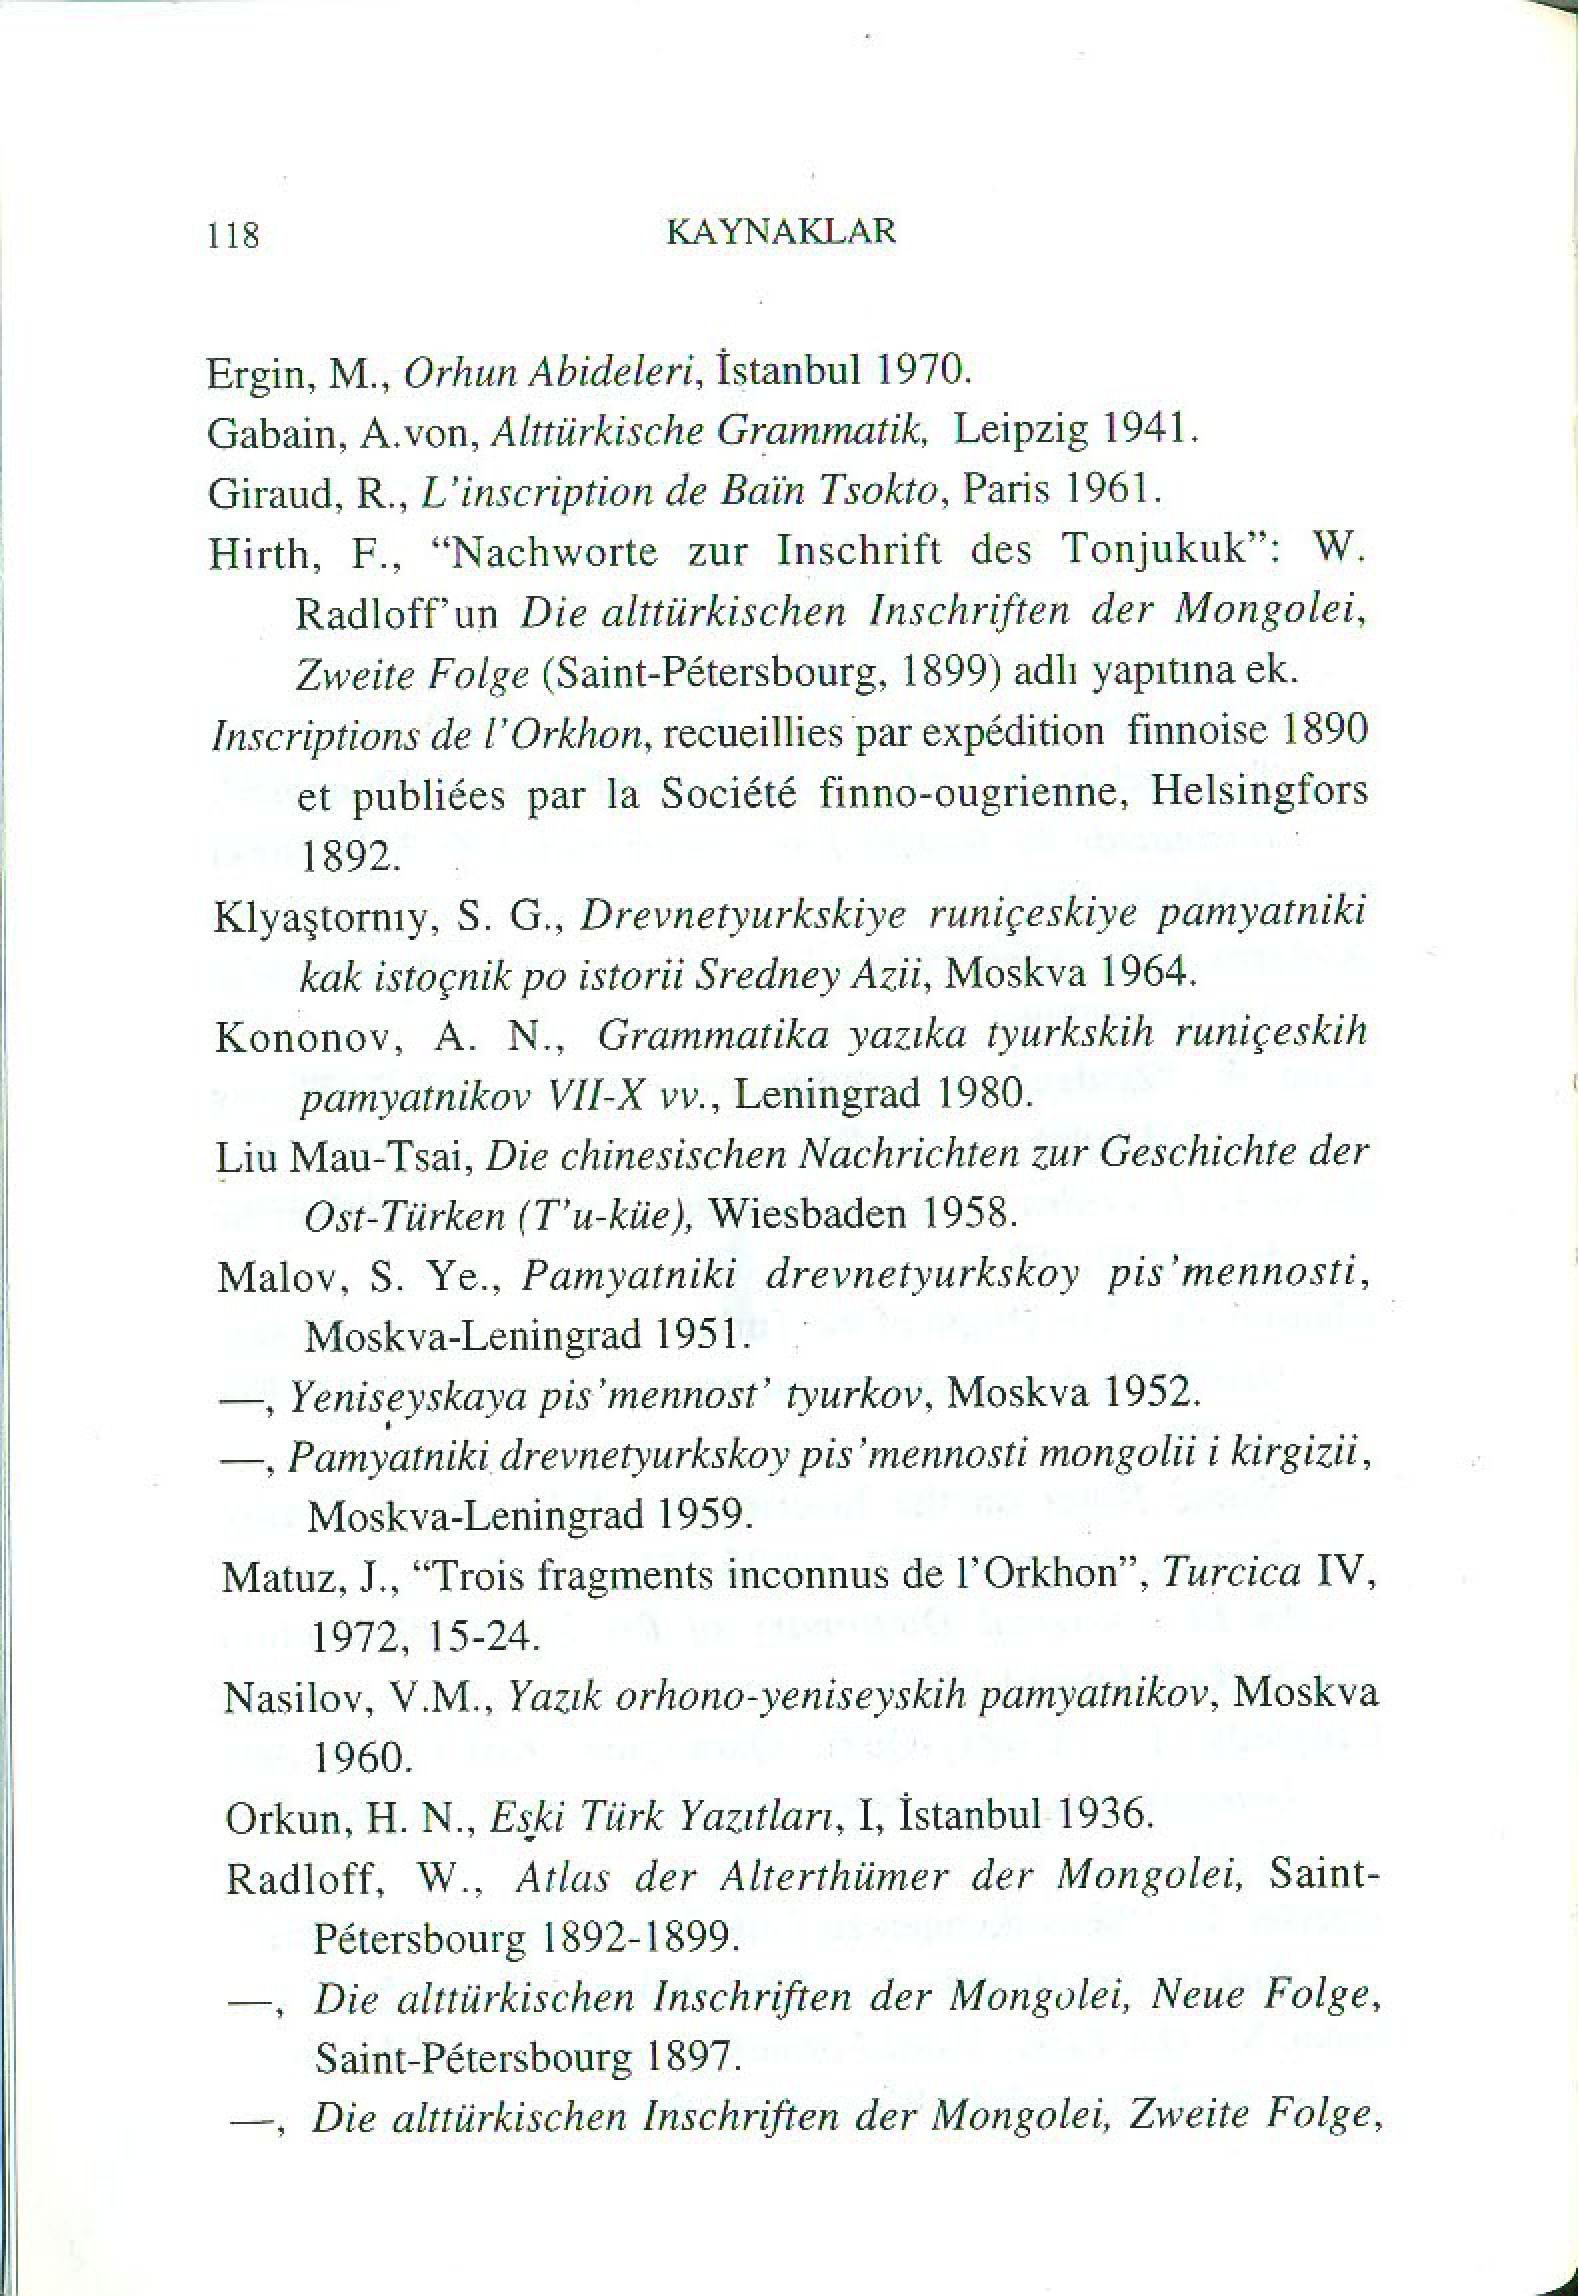 118 KAYNAKLAR
Ergin, M., Orhun Abideleri, İstanbul 1970.
Gabain, A.von, Alttürkische Grammatik, Leipzig 1941.
Giraud, R., L'inscription de Baïn Tsokto, Paris 1961.
Hirth, F., “Nachworte zur Inschrift des Tonjukuk”: W.
Radloff'un Die alttürkischen Inschriften der Mongolei,
Zweite Folge (Saint-Pétersbourg, 1899) adlı yapıtına ek.
Inscriptions de l'Orkhon, recueillies par expédition finnoise 1890
et publiées par la Société finno-ougrienne, Helsingfors
1892.
Klyaştornıy, S. G., Drevnetyurkskiye runiçeskiye pamyatniki
kak istoçnik po istorii Sredney Azii, Moskva 1964.
Kononov, A. N., Grammatika yazıka tyurkskih runiçeskih
pamyatnikov VII-X vv., Leningrad 1980.
Liu Mau-Tsai, Die chinesischen Nachrichten zur Geschichte der
Ost-Türken (T'u-küe), Wiesbaden 1958.
Malov, S. Ye., Pamyatniki drevnetyurkskoy pis'mennosti,
Moskva-Leningrad 1951.
—, Yeniseyskaya pis'mennost' tyurkov, Moskva 1952.
—, Pamyatniki drevnetyurkskoy pis'mennosti mongolii i kirgizii,
Moskva-Leningrad 1959.
Matuz, J., “Trois fragments inconnus de l'Orkhon”, Turcica IV,
1972, 15-24.
Nasilov, V.M., Yazık orhono-yeniseyskih pamyatnikov, Moskva
1960.
Orkun, H. N., Eski Türk Yazıtları, I, İstanbul 1936.
Radloff, W., Atlas der Alterthümer der Mongolei, Saint-
Pétersbourg 1892-1899.
—, Die alttürkischen Inschriften der Mongolei, Neue Folge,
Saint-Pétersbourg 1897.
—, Die alttürkischen Inschriften der Mongolei, Zweite Folge,